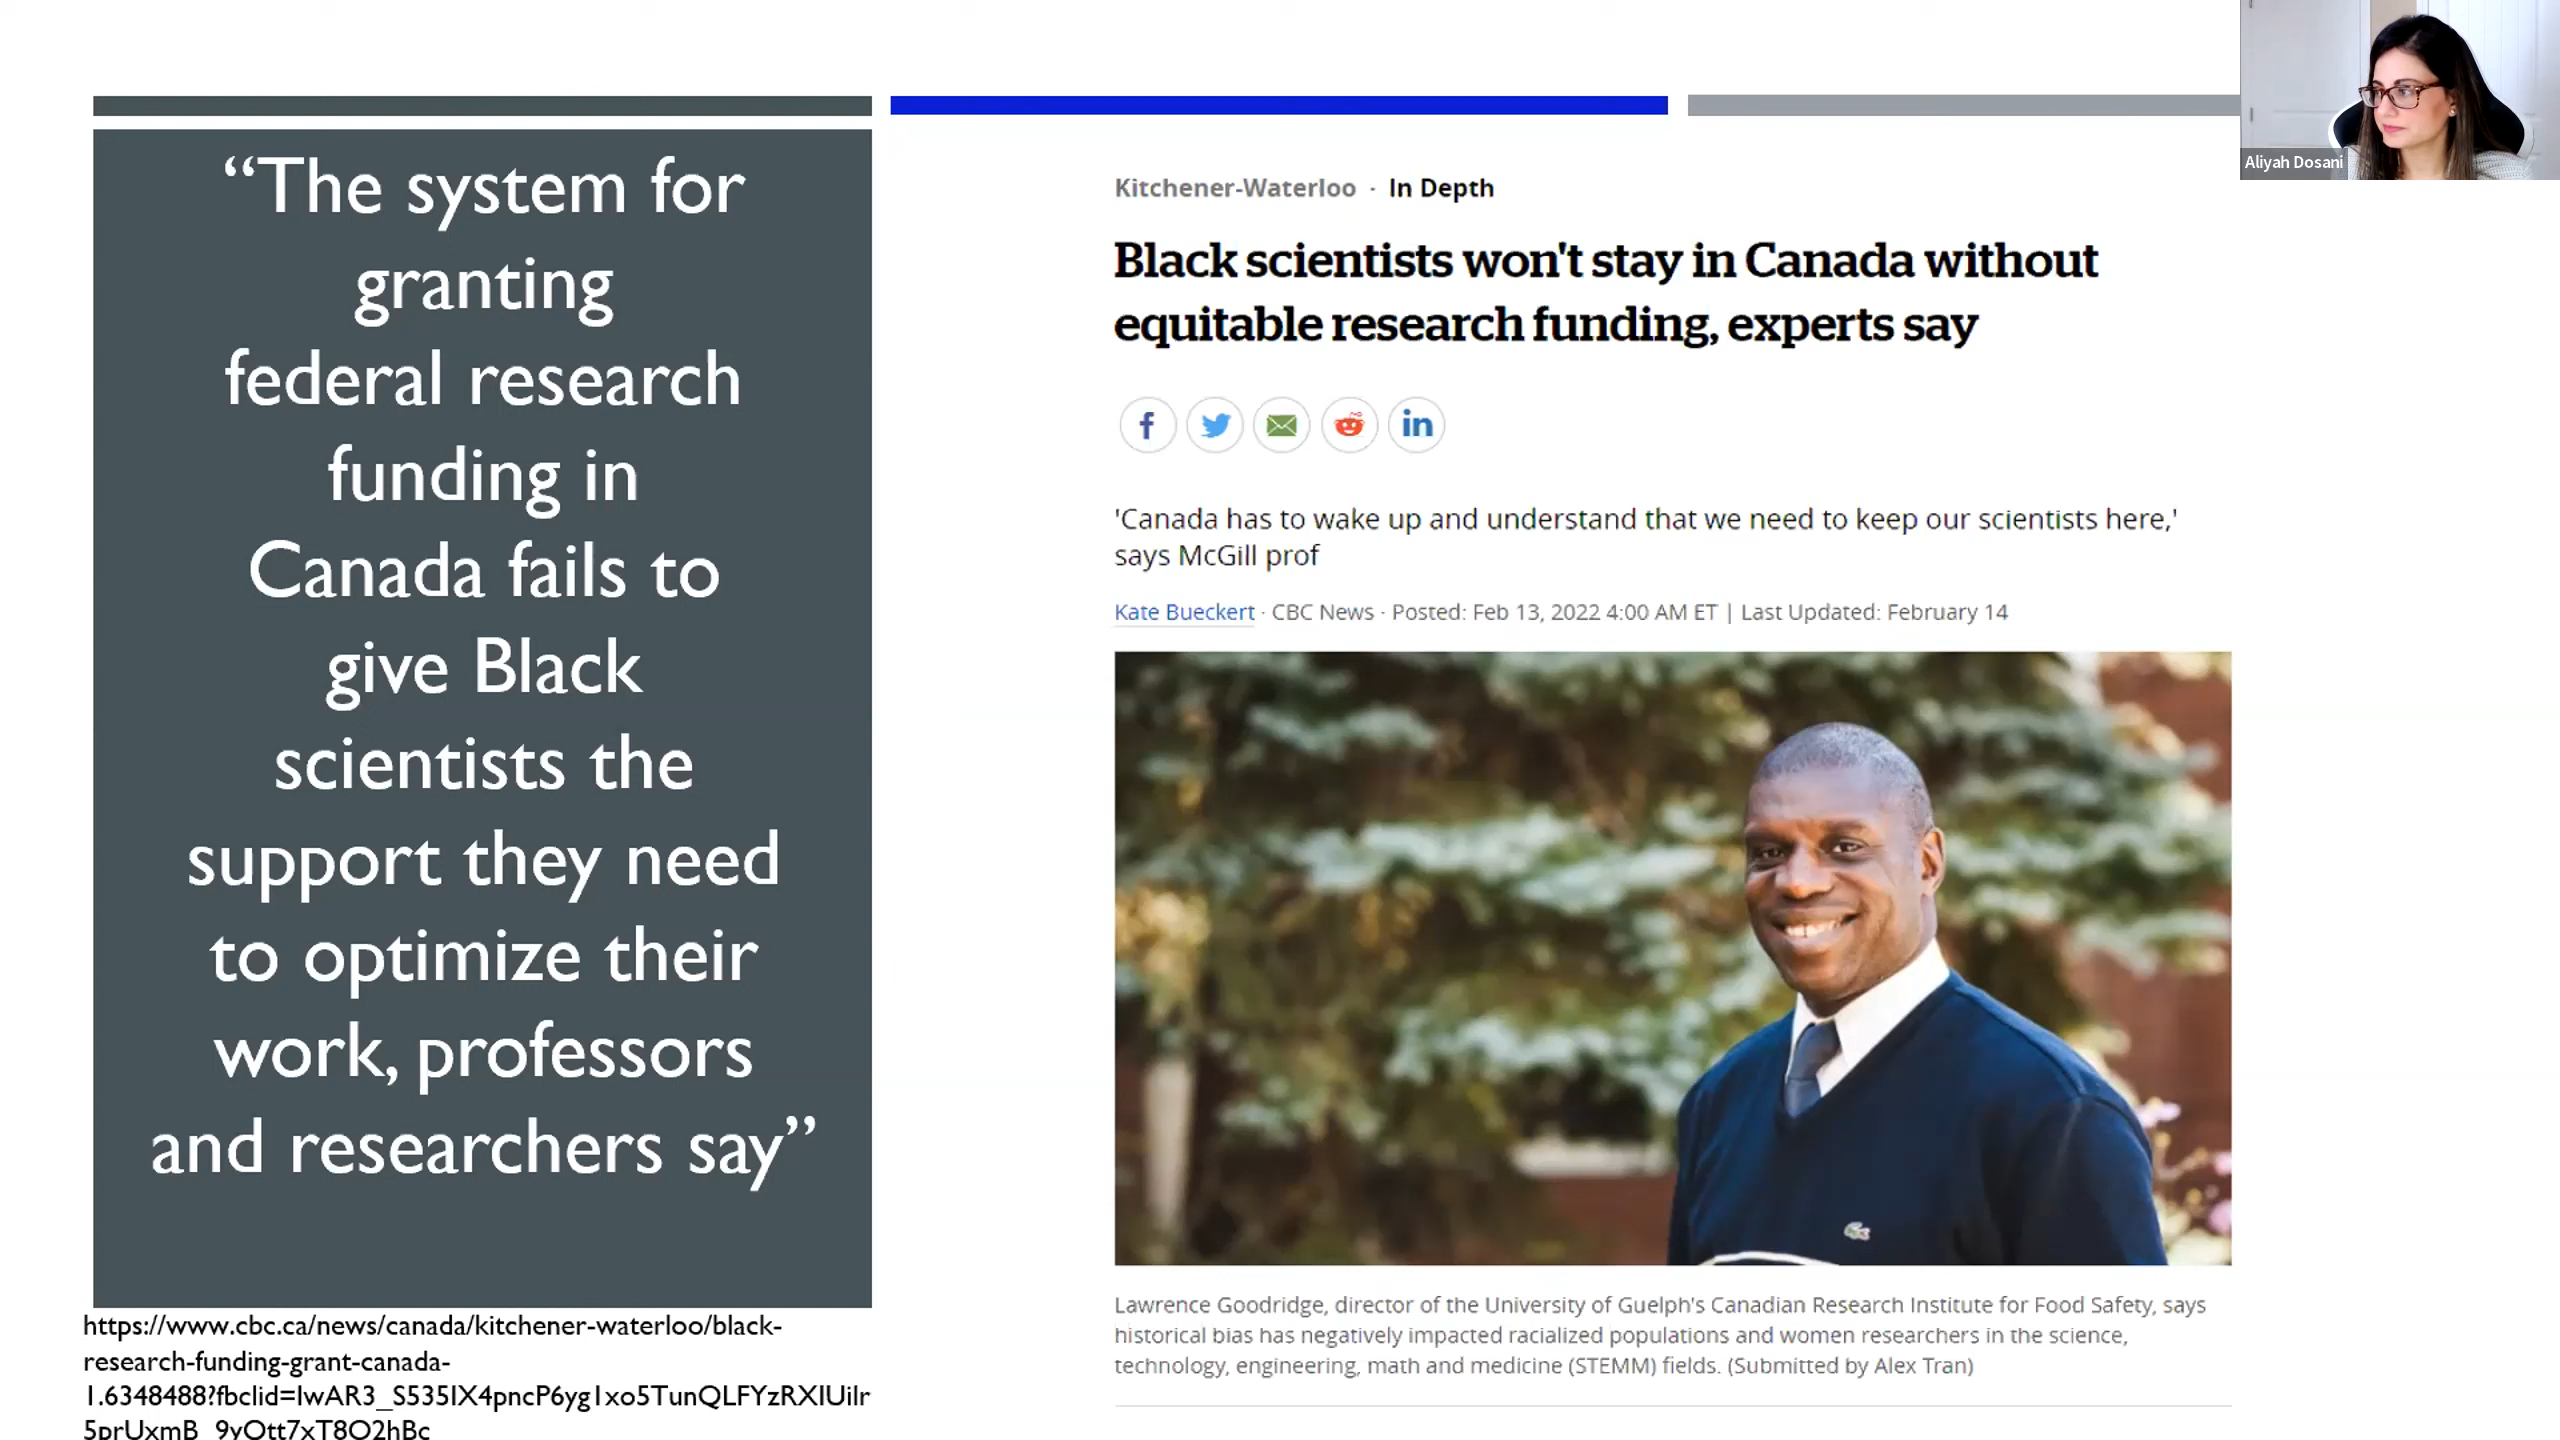 “The system for
granting
federal research
funding in
Canada fails to
give Black
scientists the
support they need
to optimize their
work, professors
and researchers say”
https://www.cbc.ca/news/canada/kitchener-waterloo/black-
research-funding-grant-canada-
1.6348488?fbclid=IwAR3_S535IX4pncP6yg1xo5TunQLFYzRXIUiIr
5prUxmB_9yOtt7xT8O2hBc
Kitchener-Waterloo · In Depth
Black scientists won't stay in Canada without
equitable research funding, experts say
'Canada has to wake up and understand that we need to keep our scientists here,'
says McGill prof
Kate Bueckert · CBC News · Posted: Feb 13, 2022 4:00 AM ET | Last Updated: February 14
Lawrence Goodridge, director of the University of Guelph's Canadian Research Institute for Food Safety, says
historical bias has negatively impacted racialized populations and women researchers in the science,
technology, engineering, math and medicine (STEMM) fields. (Submitted by Alex Tran)
Aliyah Dosani